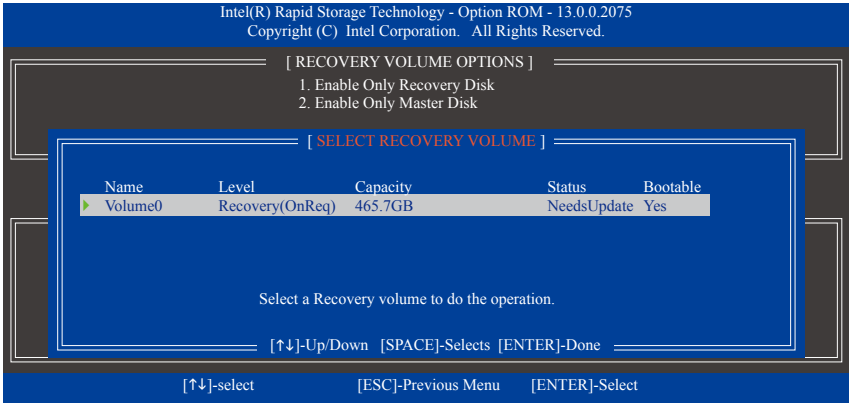 Intel(R) Rapid Storage Technology - Option ROM - 13.0.0.2075
Copyright (C) Intel Corporation. All Rights Reserved.
[ RECOVERY VOLUME OPTIONS ]
1. Enable Only Recovery Disk
2. Enable Only Master Disk
[ SELECT RECOVERY VOLUME ]
Name Level Capacity Status Bootable
Volume0 Recovery(OnReq) 465.7GB NeedsUpdate Yes
Select a Recovery volume to do the operation.
[↑↓]-Up/Down [SPACE]-Selects [ENTER]-Done
[↑↓]-select [ESC]-Previous Menu [ENTER]-Select